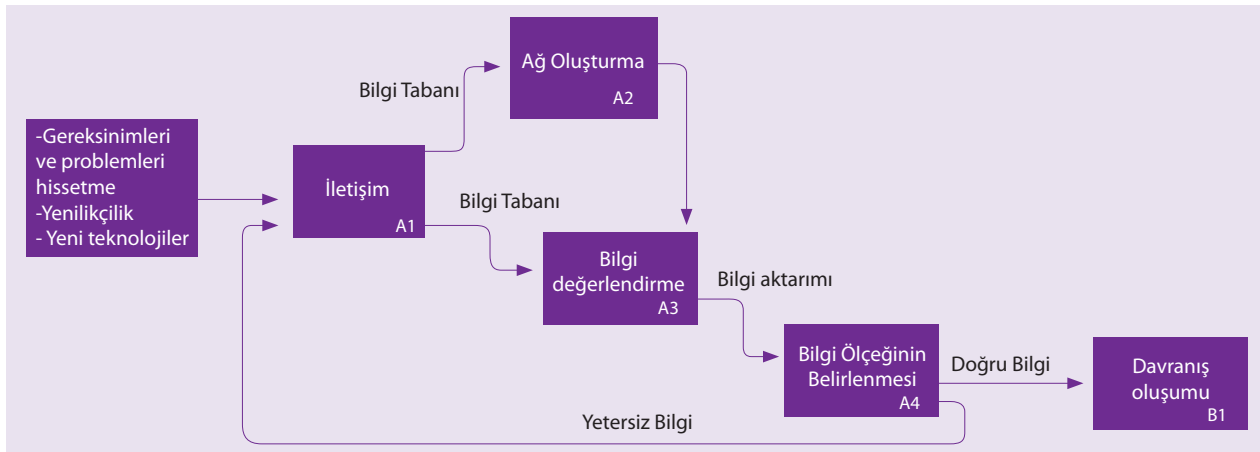 -Gereksinimleri
ve problemleri
hissetme
-Yenilikçilik
- Yeni teknolojiler
İletişim
A1
Bilgi Tabanı
Ağ Oluşturma
A2
Bilgi Tabanı
Bilgi
değerlendirme
A3
Bilgi aktarımı
Bilgi Ölçeğinin
Belirlenmesi
A4
Doğru Bilgi
Davranış
oluşumu
B1
Yetersiz Bilgi